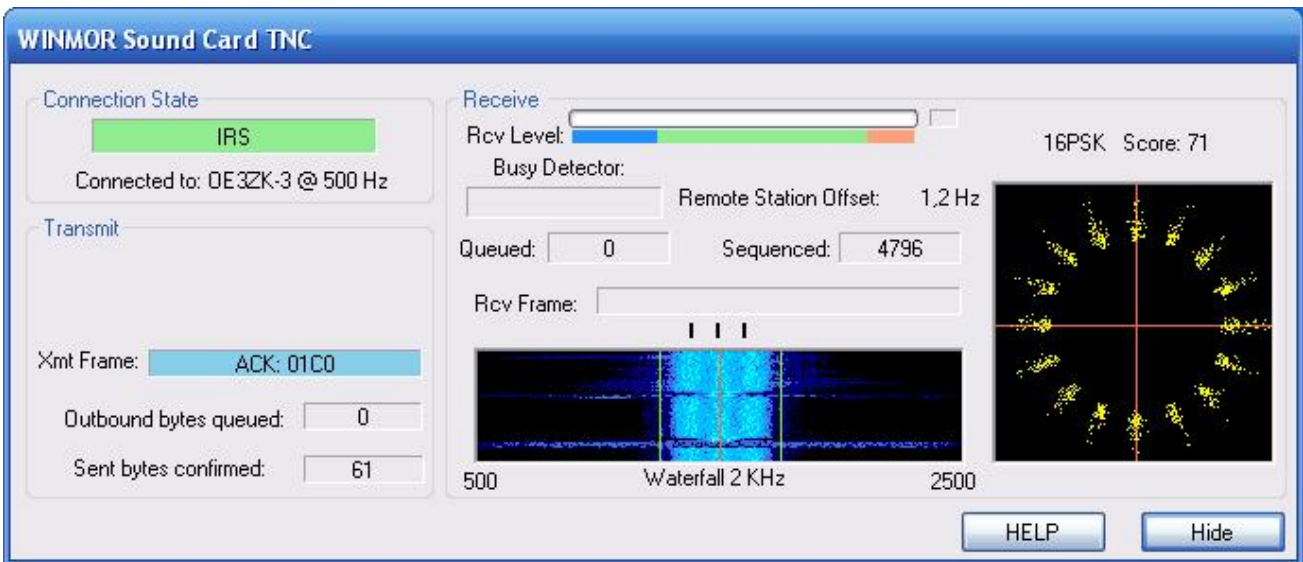 WINMOR Sound Card TNC
Connection State
IRS
Connected to: OE3ZK-3 @ 500 Hz
Transmit
Xmt Frame: ACK: 01C0
Outbound bytes queued: 0
Sent bytes confirmed: 61
Receive
Rcv Level:
Busy Detector:
Remote Station Offset: 1,2 Hz
Queued: 0 Sequenced: 4796
Rcv Frame:
500 Waterfall 2 KHz 2500
16PSK Score: 71
HELP Hide